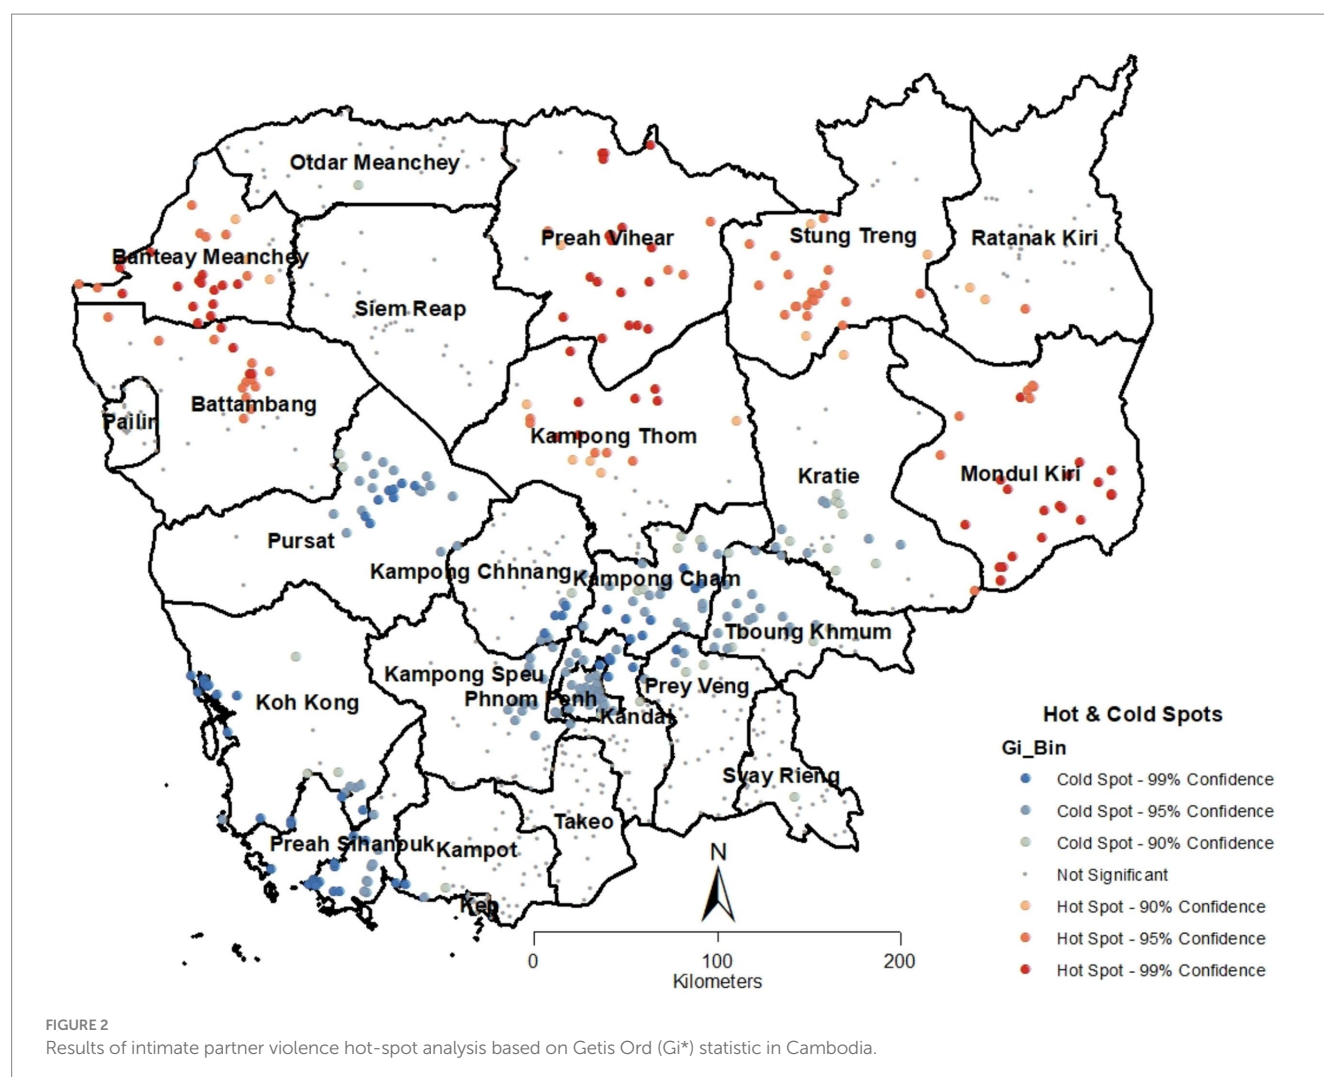 Otdar Meanchey
Banteay Meanchey
Preah Vihear
Stung Treng
Ratanak Kiri
Siem Reap
Battambang
Pailin
Kampong Thom
Kratie
Mondul Kiri
Pursat
Kampong Chhnang
Kampong Cham
Tboung Khmum
Kampong Speu
Phnom Penh
Prey Veng
Koh Kong
Kandal
Svay Rieng
Takeo
Preah Sihanouk
Kampot
Kep
Hot & Cold Spots
Gi_Bin
Cold Spot - 99% Confidence
Cold Spot - 95% Confidence
Cold Spot - 90% Confidence
Not Significant
Hot Spot - 90% Confidence
Hot Spot - 95% Confidence
Hot Spot - 99% Confidence
N
0 100 200
Kilometers
FIGURE 2
Results of intimate partner violence hot-spot analysis based on Getis Ord (Gi*) statistic in Cambodia.